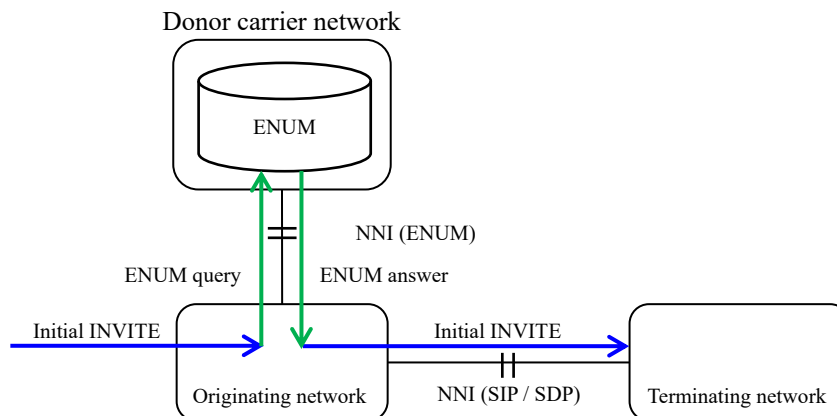 Donor carrier network
ENUM
NNI (ENUM)
ENUM query
ENUM answer
Initial INVITE
Initial INVITE
Originating network
NNI (SIP / SDP)
Terminating network